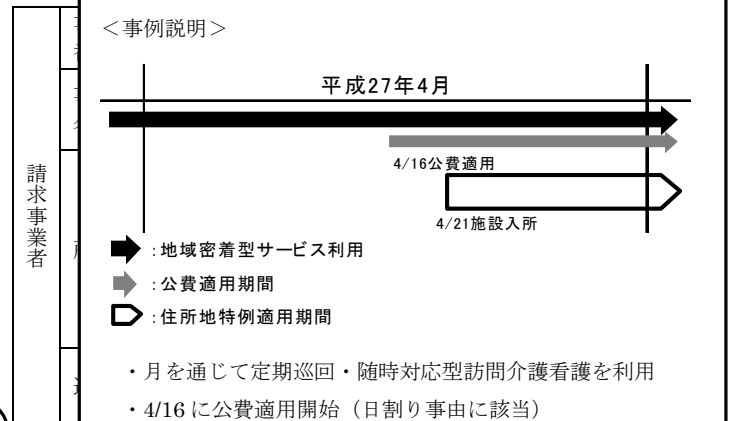 ＜事例説明＞
平成27年4月
4/16公費適用
4/21施設入所
請求事業者
：地域密着型サービス利用
：公費適用期間
：住所地特例適用期間
・月を通じて定期巡回・随時対応型訪問介護看護を利用
・4/16 に公費適用開始（日割り事由に該当）